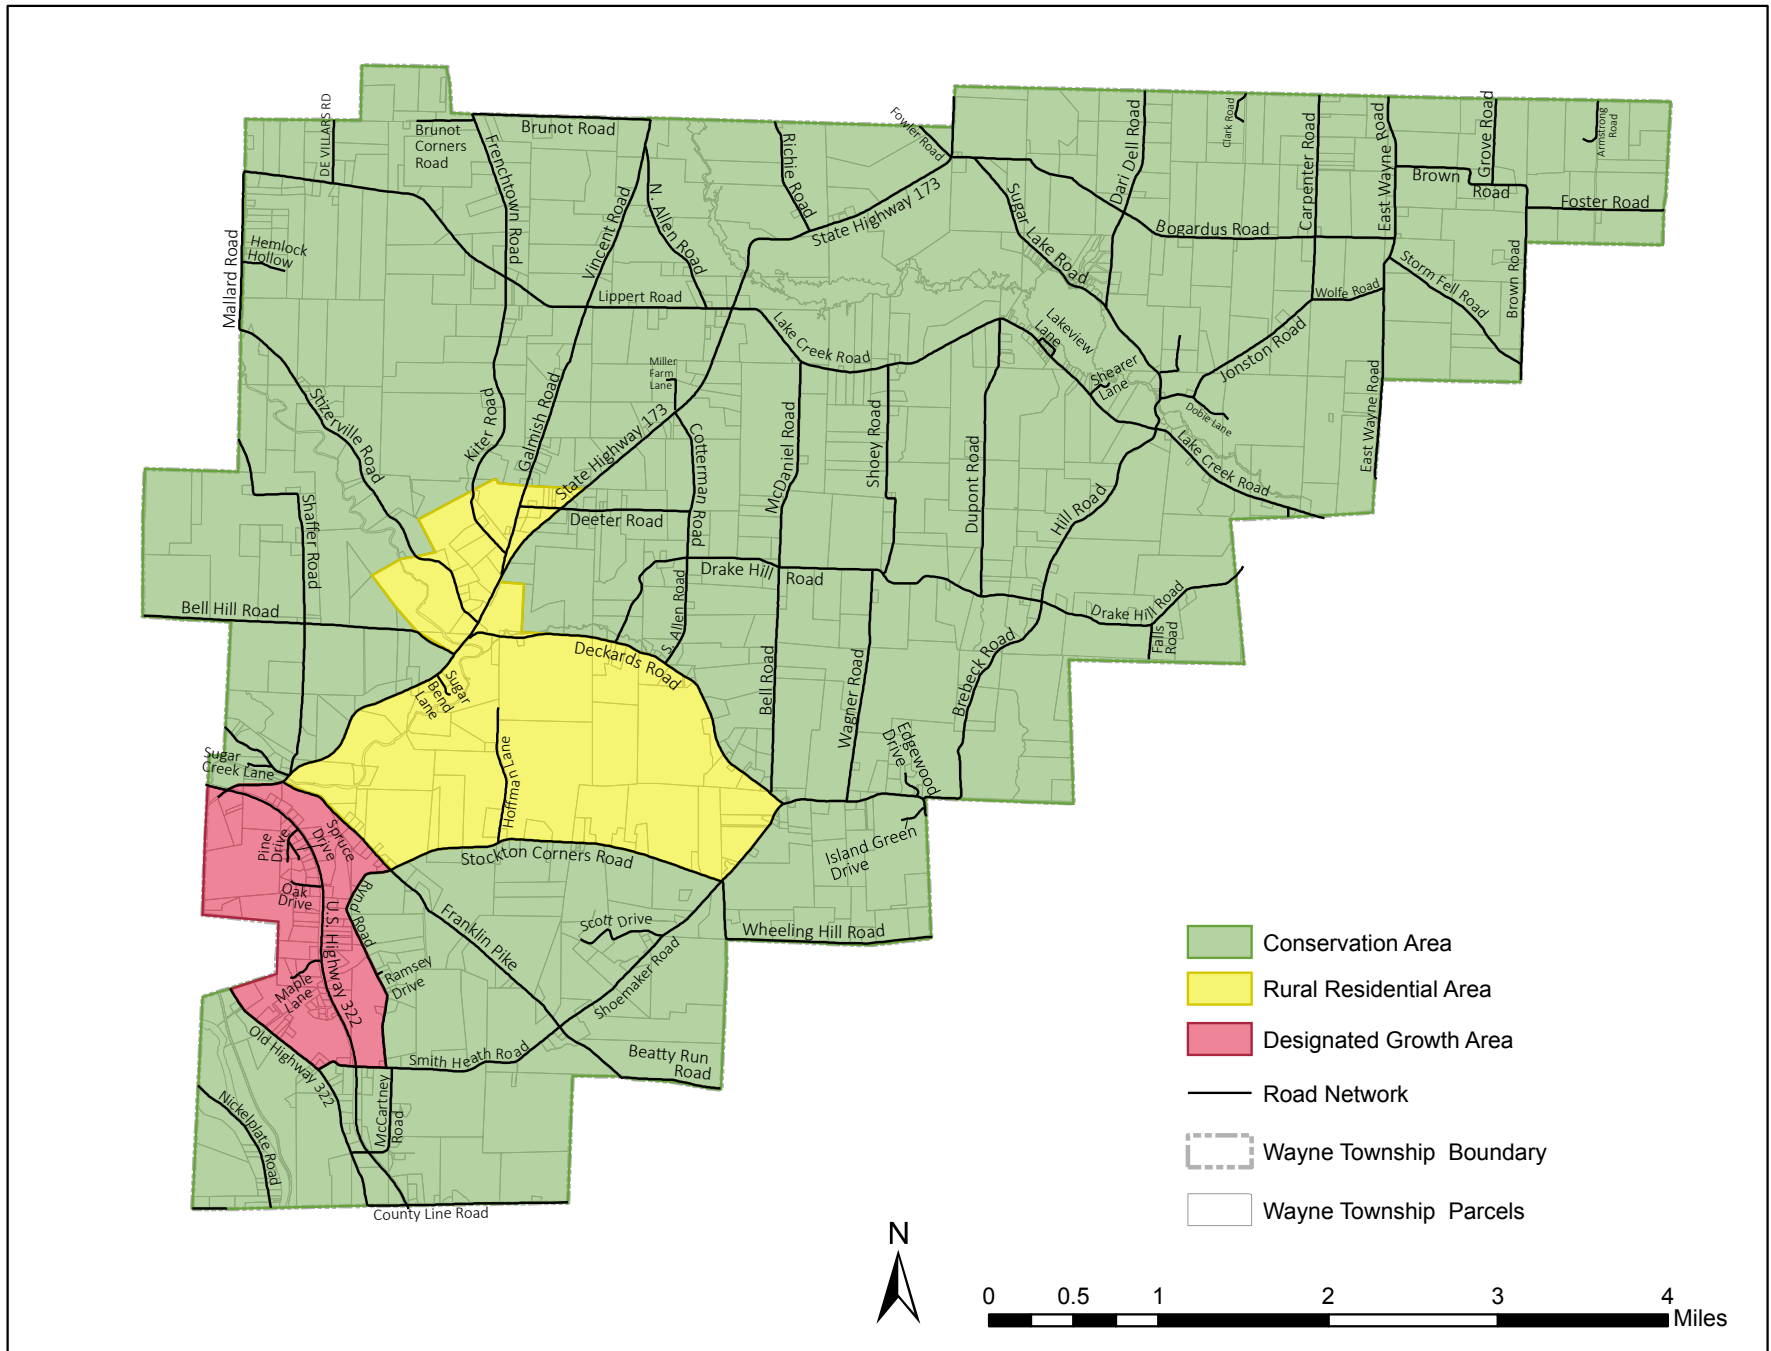 DE VILLARS RD
Brunot
Corners
Road
Brunot Road
Frenchtown Road
Vincent Road
N. Allen Road
Richie Road
Fowler Road
State Highway 173
Sugar Lake Road
Dari Dell Road
Clark Road
Carpenter Road
East Wayne Road
Grove Road
Armstrong
Road
Brown
Road
Foster Road
Bogardus Road
Mallard Road
Hemlock
Hollow
Lippert Road
Storm Fell Road
Brown Road
Wolfe Road
Lake Creek Road
Lakeview
Lane
Shearer
Lane
Jonston Road
Dobie Lane
East Wayne Road
Miller
Farm
Lane
Stizerville Road
Kiter Road
Galmish Road
State Highway 173
Cotterman Road
McDaniel Road
Shoey Road
Dupont Road
Hill Road
Lake Creek Road
Shaffer Road
Deeter Road
Drake Hill
Road
Drake Hill Road
Falls
Road
Bell Hill Road
S. Allen Road
Deckards Road
Bell Road
Wagner Road
Brebeck Road
Sugar
Bend
Lane
Hoffman Lane
Edgewood
Drive
Sugar
Creek Lane
Pine
Drive
Spruce
Drive
Stockton Corners Road
Island Green
Drive
Oak
Drive
Rynd Road
U.S. Highway 322
Franklin Pike
Scott Drive
Wheeling Hill Road
Ramsey
Drive
Maple
Lane
Shoemaker Road
Old Highway 322
Smith Heath Road
Beatty Run
Road
McCartney
Road
Nickelplate Road
County Line Road
Conservation Area
Rural Residential Area
Designated Growth Area
Road Network
Wayne Township Boundary
Wayne Township Parcels
N
0 0.5 1 2 3 4
Miles